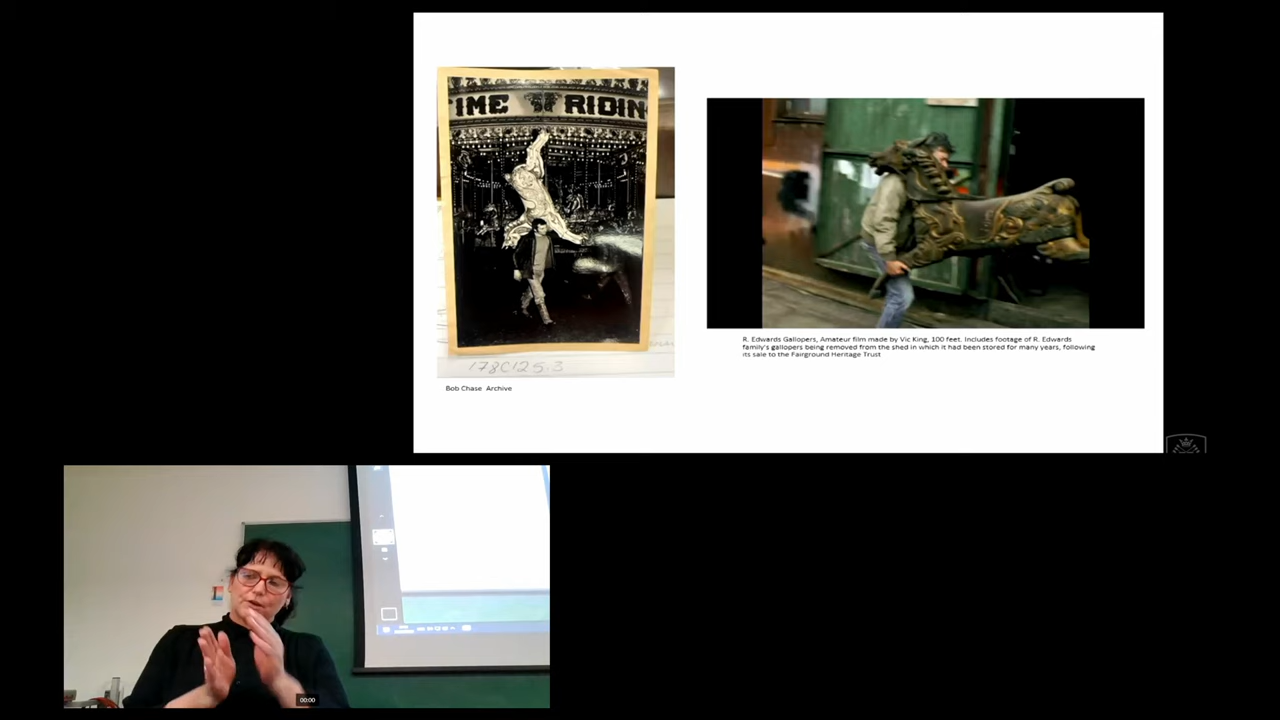 IME RIDIN
178C125.3
Bob Chase Archive
R. Edwards Gallopers, Amateur film made by Vic King, 100 feet. Includes footage of R. Edwards
family's gallopers being removed from the shed in which it had been stored for many years, following
its sale to the Fairground Heritage Trust
00:00